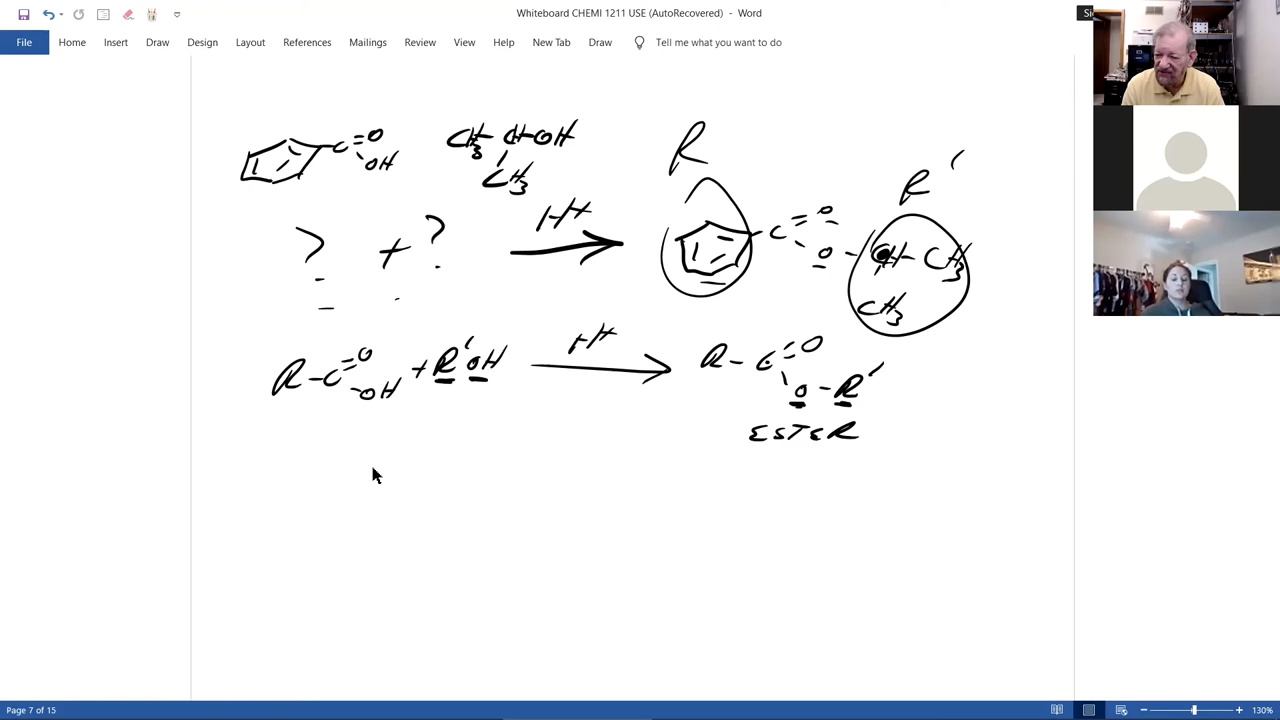 Whiteboard CHEMI 1211 USE (AutoRecovered) - Word
File Home Insert Draw Design Layout References Mailings Review View Help New Tab Draw Tell me what you want to do
C=O OH CH3-CH-OH CH3
R R'
? + ? H+ C=O O-CH-CH3 CH3
R-C=O OH + R'OH H+ R-C=O O-R'
ESTER
Page 7 of 15 130%